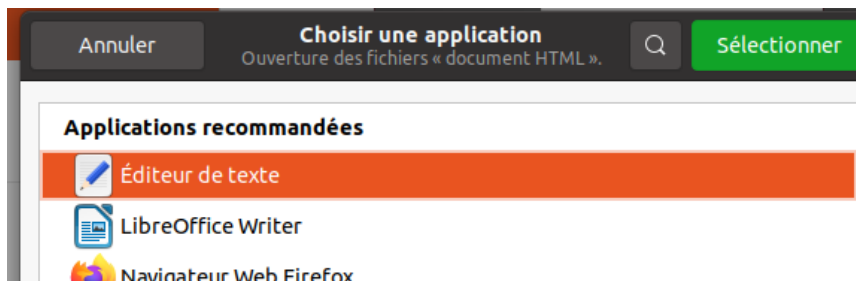 Annuler
Choisir une application
Ouverture des fichiers « document HTML ».
Sélectionner
Applications recommandées
Éditeur de texte
LibreOffice Writer
Navigateur Web Firefox